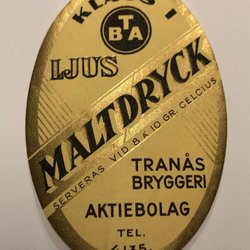 KLASS I
TBA
LJUS
MALTDRYCK
SERVERAS VID 8 À 10 GR. CELCIUS
TRANÅS
BRYGGERI
AKTIEBOLAG
TEL.